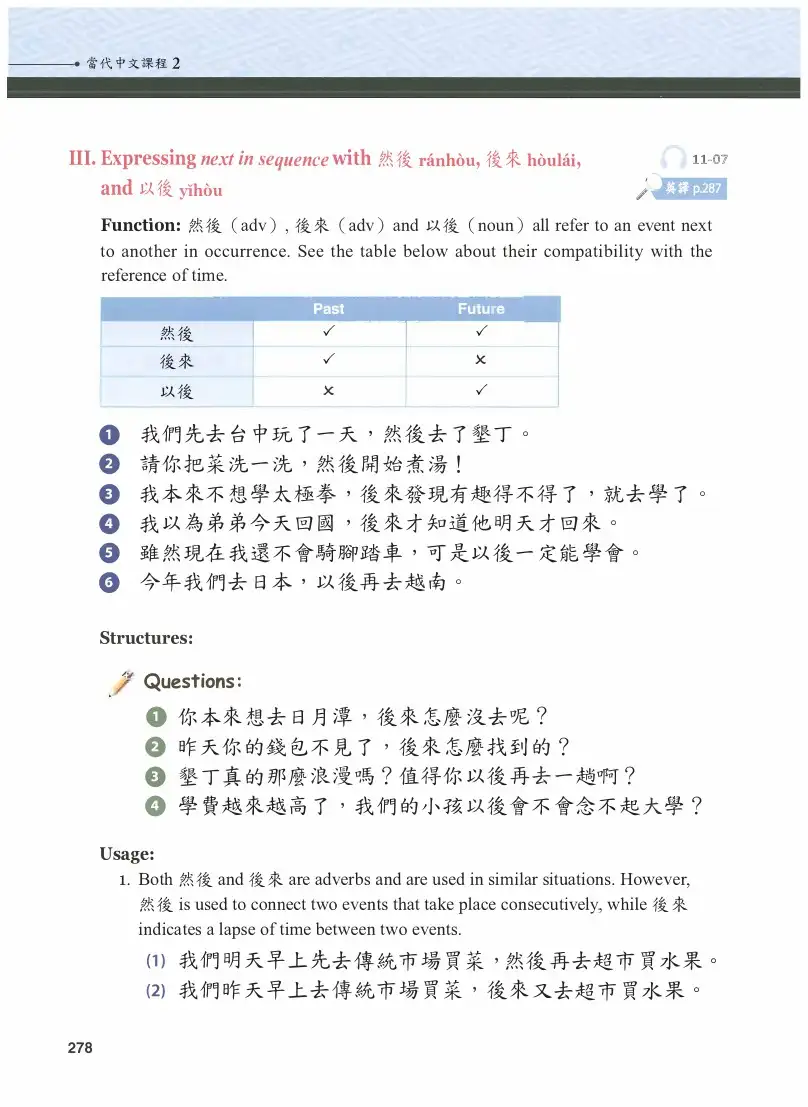 當代中文課程 2
III. Expressing next in sequence with 然後 ránhòu, 後來 hòulái,
and 以後 yǐhòu
11-07
英譯 p.287
Function: 然後（adv）, 後來（adv）and 以後（noun）all refer to an event next
to another in occurrence. See the table below about their compatibility with the
reference of time.
Past Future
然後 ✓ ✓
後來 ✓ ×
以後 × ✓
1 我們先去台中玩了一天，然後去了墾丁。
2 請你把菜洗一洗，然後開始煮湯！
3 我本來不想學太極拳，後來發現有趣得不得了，就去學了。
4 我以為弟弟今天回國，後來才知道他明天才回來。
5 雖然現在我還不會騎腳踏車，可是以後一定能學會。
6 今年我們去日本，以後再去越南。
Structures:
Questions:
1 你本來想去日月潭，後來怎麼沒去呢？
2 昨天你的錢包不見了，後來怎麼找到的？
3 墾丁真的那麼浪漫嗎？值得你以後再去一趟啊？
4 學費越來越高了，我們的小孩以後會不會念不起大學？
Usage:
1. Both 然後 and 後來 are adverbs and are used in similar situations. However,
然後 is used to connect two events that take place consecutively, while 後來
indicates a lapse of time between two events.
(1) 我們明天早上先去傳統市場買菜，然後再去超市買水果。
(2) 我們昨天早上去傳統市場買菜，後來又去超市買水果。
278